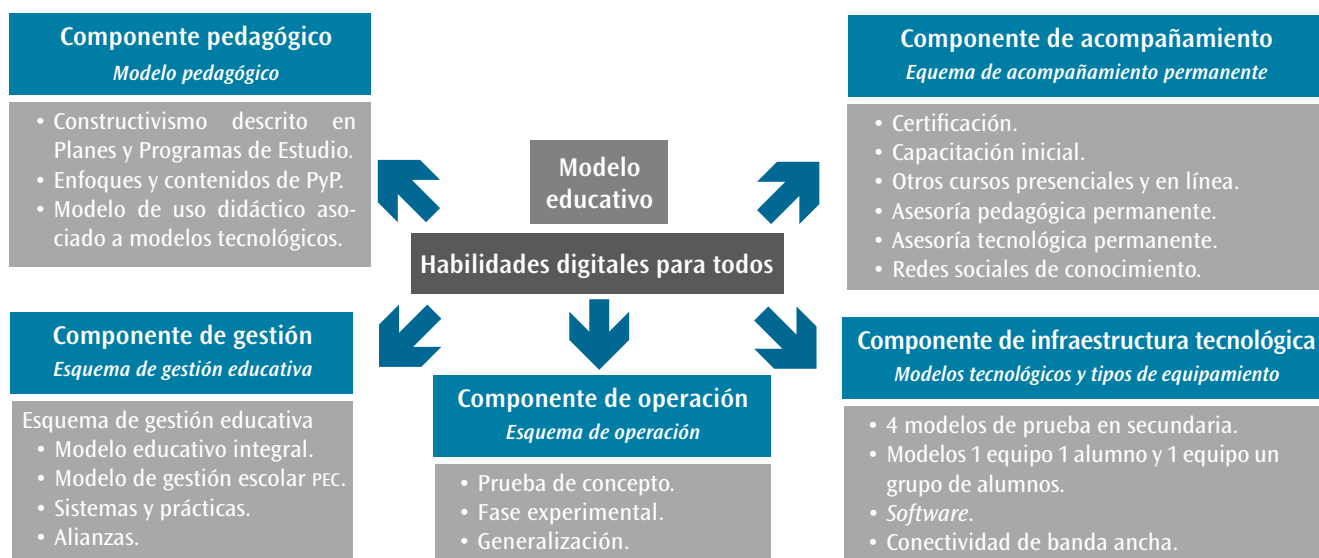 Componente pedagógico
Modelo pedagógico
• Constructivismo descrito en
Planes y Programas de Estudio.
• Enfoques y contenidos de PyP.
• Modelo de uso didáctico aso-
ciado a modelos tecnológicos.
Modelo
educativo
Habilidades digitales para todos
Componente de acompañamiento
Equema de acompañamiento permanente
• Certificación.
• Capacitación inicial.
• Otros cursos presenciales y en línea.
• Asesoría pedagógica permanente.
• Asesoría tecnológica permanente.
• Redes sociales de conocimiento.
Componente de gestión
Esquema de gestión educativa
Esquema de gestión educativa
• Modelo educativo integral.
• Modelo de gestión escolar PEC.
• Sistemas y prácticas.
• Alianzas.
Componente de operación
Esquema de operación
• Prueba de concepto.
• Fase experimental.
• Generalización.
Componente de infraestructura tecnológica
Modelos tecnológicos y tipos de equipamiento
• 4 modelos de prueba en secundaria.
• Modelos 1 equipo 1 alumno y 1 equipo un
grupo de alumnos.
• Software.
• Conectividad de banda ancha.